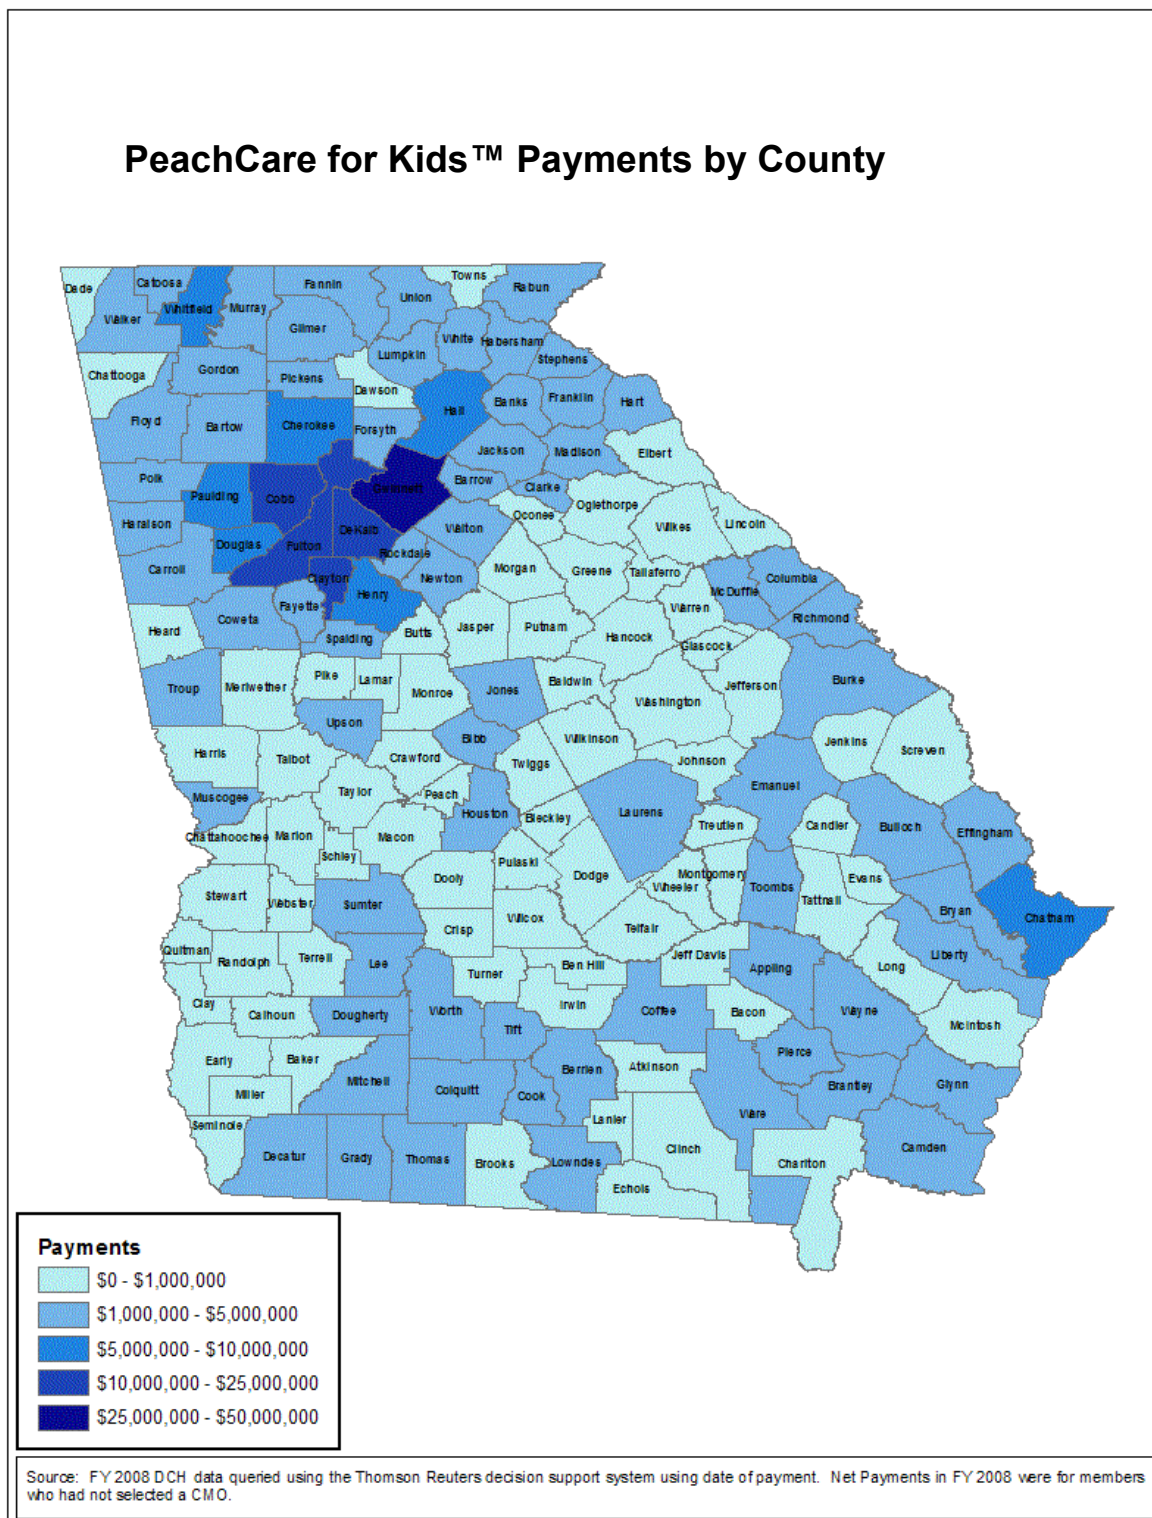 PeachCare for Kids™ Payments by County
Towns
Dade
Catoosa
Fannin
Rabun
Union
Whitfield
Murray
Walker
Gilmer
White
Habersham
Lumpkin
Stephens
Chattooga
Gordon
Pickens
Dawson
Banks
Franklin
Hart
Hall
Floyd
Bartow
Cherokee
Forsyth
Jackson
Madison
Elbert
Polk
Paulding
Cobb
Gwinnett
Barrow
Clarke
Oglethorpe
Oconee
Haralson
Walton
Wilkes
Lincoln
DeKalb
Douglas
Fulton
Rockdale
Carroll
Clayton
Newton
Morgan
Greene
Taliaferro
Columbia
McDuffie
Henry
Fayette
Warren
Richmond
Heard
Coweta
Spalding
Butts
Jasper
Putnam
Hancock
Glascock
Pike
Lamar
Baldwin
Burke
Troup
Meriwether
Monroe
Jones
Jefferson
Washington
Upson
Bibb
Wilkinson
Jenkins
Screven
Harris
Talbot
Crawford
Twiggs
Johnson
Emanuel
Taylor
Peach
Muscogee
Houston
Laurens
Bleckley
Treutlen
Candler
Bulloch
Effingham
Chattahoochee
Marion
Macon
Schley
Pulaski
Dooly
Dodge
Montgomery
Wheeler
Toombs
Evans
Tattnall
Stewart
Webster
Sumter
Wilcox
Bryan
Chatham
Crisp
Telfair
Quitman
Randolph
Terrell
Lee
Turner
Ben Hill
Jeff Davis
Appling
Long
Liberty
Clay
Calhoun
Dougherty
Worth
Irwin
Coffee
Bacon
Wayne
McIntosh
Tift
Early
Baker
Mitchell
Berrien
Atkinson
Pierce
Miller
Colquitt
Cook
Brantley
Glynn
Seminole
Lanier
Ware
Decatur
Grady
Thomas
Brooks
Lowndes
Clinch
Charlton
Camden
Echols
Payments
$0 - $1,000,000
$1,000,000 - $5,000,000
$5,000,000 - $10,000,000
$10,000,000 - $25,000,000
$25,000,000 - $50,000,000
Source: FY 2008 DCH data queried using the Thomson Reuters decision support system using date of payment. Net Payments in FY 2008 were for members
who had not selected a CMO.